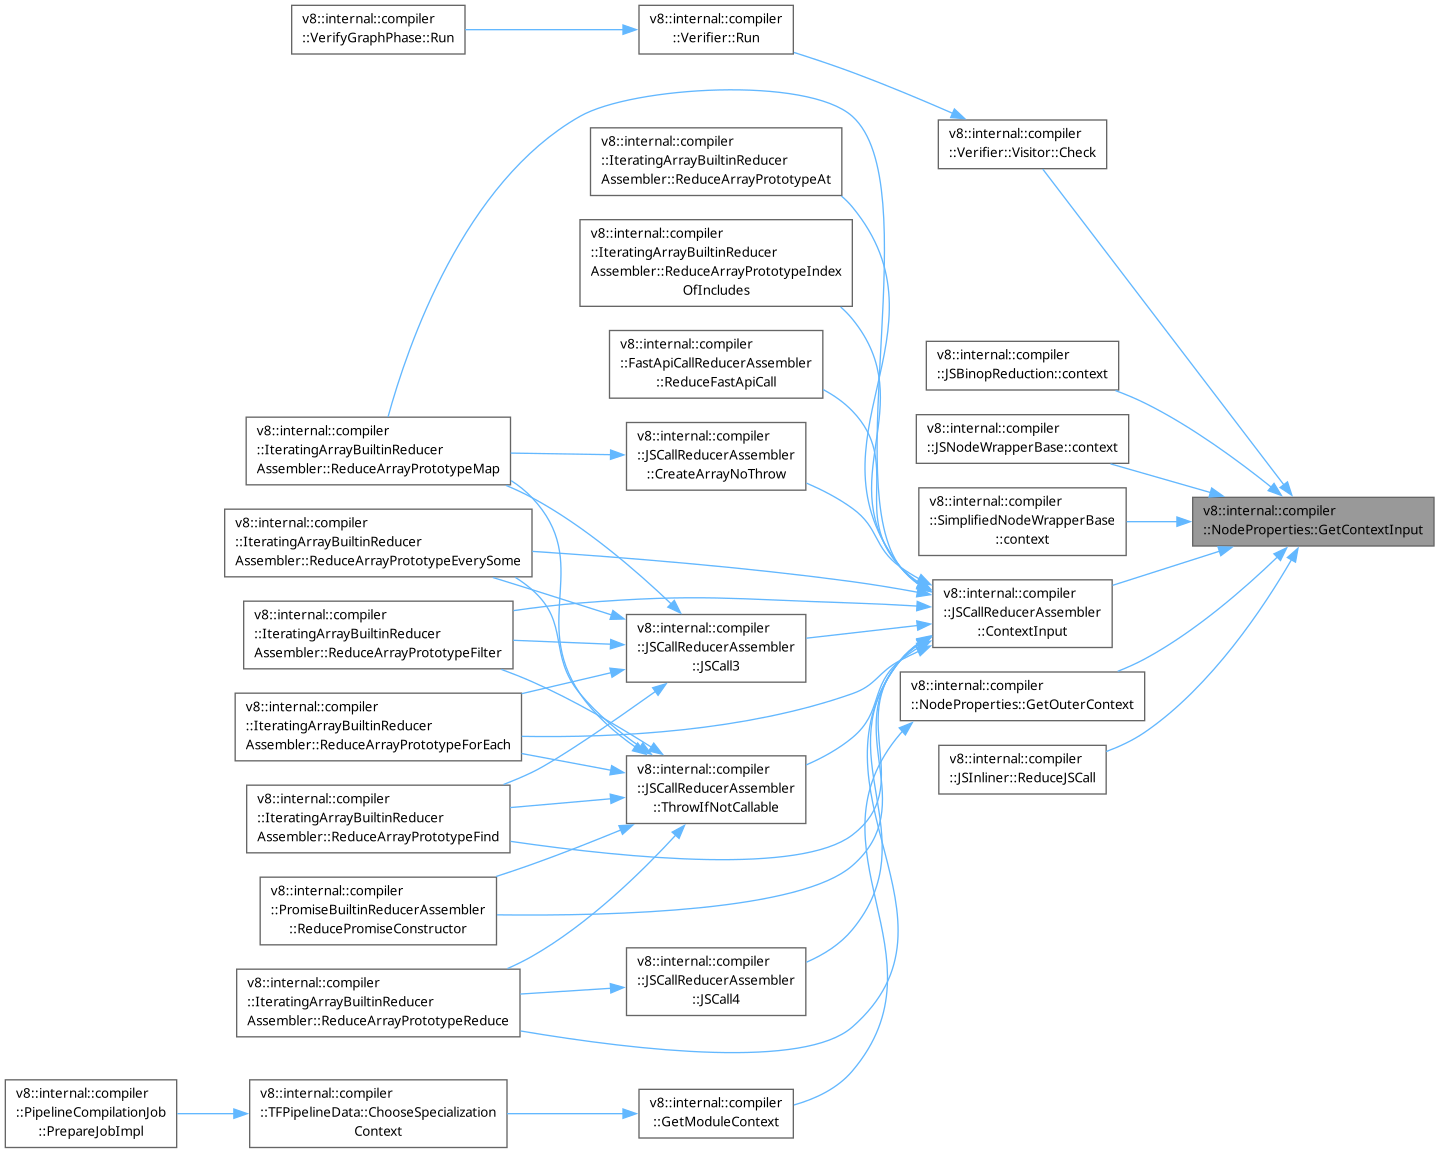 v8::internal::compiler
::VerifyGraphPhase::Run
v8::internal::compiler
::Verifier::Run
v8::internal::compiler
::Verifier::Visitor::Check
v8::internal::compiler
::IteratingArrayBuiltinReducer
Assembler::ReduceArrayPrototypeAt
v8::internal::compiler
::IteratingArrayBuiltinReducer
Assembler::ReduceArrayPrototypeIndex
OfIncludes
v8::internal::compiler
::FastApiCallReducerAssembler
::ReduceFastApiCall
v8::internal::compiler
::JSBinopReduction::context
v8::internal::compiler
::JSNodeWrapperBase::context
v8::internal::compiler
::IteratingArrayBuiltinReducer
Assembler::ReduceArrayPrototypeMap
v8::internal::compiler
::JSCallReducerAssembler
::CreateArrayNoThrow
v8::internal::compiler
::SimplifiedNodeWrapperBase
::context
v8::internal::compiler
::NodeProperties::GetContextInput
v8::internal::compiler
::IteratingArrayBuiltinReducer
Assembler::ReduceArrayPrototypeEverySome
v8::internal::compiler
::JSCallReducerAssembler
::ContextInput
v8::internal::compiler
::IteratingArrayBuiltinReducer
Assembler::ReduceArrayPrototypeFilter
v8::internal::compiler
::JSCallReducerAssembler
::JSCall3
v8::internal::compiler
::NodeProperties::GetOuterContext
v8::internal::compiler
::IteratingArrayBuiltinReducer
Assembler::ReduceArrayPrototypeForEach
v8::internal::compiler
::JSInliner::ReduceJSCall
v8::internal::compiler
::JSCallReducerAssembler
::ThrowIfNotCallable
v8::internal::compiler
::IteratingArrayBuiltinReducer
Assembler::ReduceArrayPrototypeFind
v8::internal::compiler
::PromiseBuiltinReducerAssembler
::ReducePromiseConstructor
v8::internal::compiler
::JSCallReducerAssembler
::JSCall4
v8::internal::compiler
::IteratingArrayBuiltinReducer
Assembler::ReduceArrayPrototypeReduce
v8::internal::compiler
::PipelineCompilationJob
::PrepareJobImpl
v8::internal::compiler
::TFPipelineData::ChooseSpecialization
Context
v8::internal::compiler
::GetModuleContext